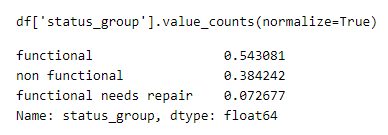 df['status_group'].value_counts(normalize=True)
functional 0.543081
non functional 0.384242
functional needs repair 0.072677
Name: status_group, dtype: float64